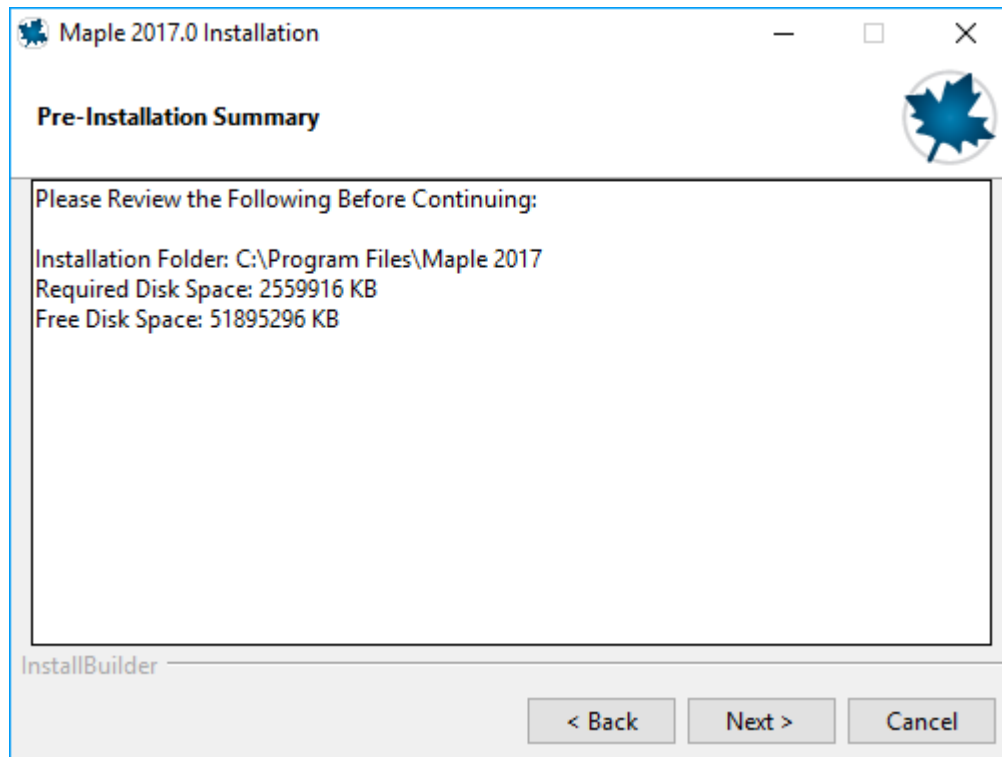 Maple 2017.0 Installation
Pre-Installation Summary
Please Review the Following Before Continuing:
Installation Folder: C:\Program Files\Maple 2017
Required Disk Space: 2559916 KB
Free Disk Space: 51895296 KB
InstallBuilder
< Back Next > Cancel